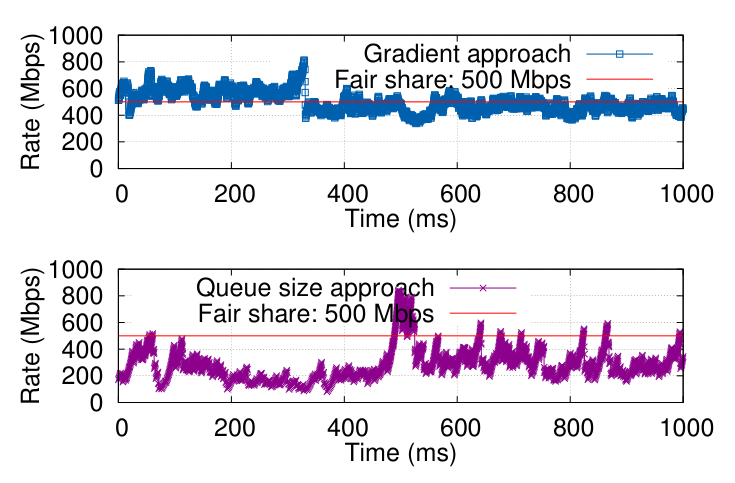 1000
800
600
400
200
0
Rate (Mbps)
Gradient approach
Fair share: 500 Mbps
0 200 400 600 800 1000
Time (ms)
1000
800
600
400
200
0
Rate (Mbps)
Queue size approach
Fair share: 500 Mbps
0 200 400 600 800 1000
Time (ms)